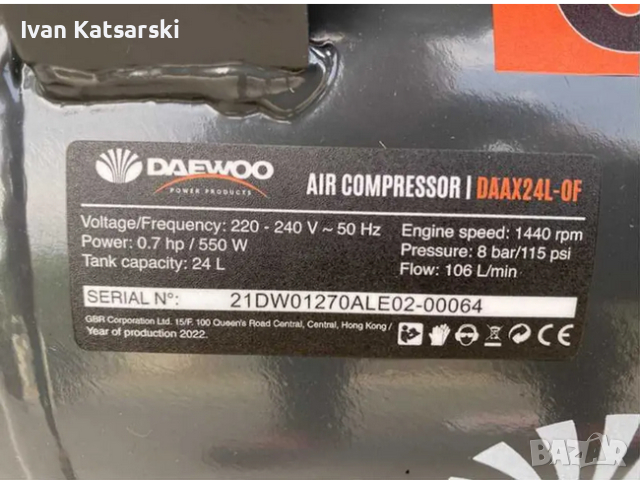 Ivan Katsarski
DAEWOO
POWER PRODUCTS
AIR COMPRESSOR | DAAX24L-OF
Voltage/Frequency: 220 - 240 V ~ 50 Hz
Power: 0.7 hp / 550 W
Tank capacity: 24 L
Engine speed: 1440 rpm
Pressure: 8 bar/115 psi
Flow: 106 L/min
SERIAL Nº: 21DW01270ALE02-00064
GBR Corporation Ltd. 15/F. 100 Queen's Road Central, Central, Hong Kong /
Year of production 2022.
CE
bazar